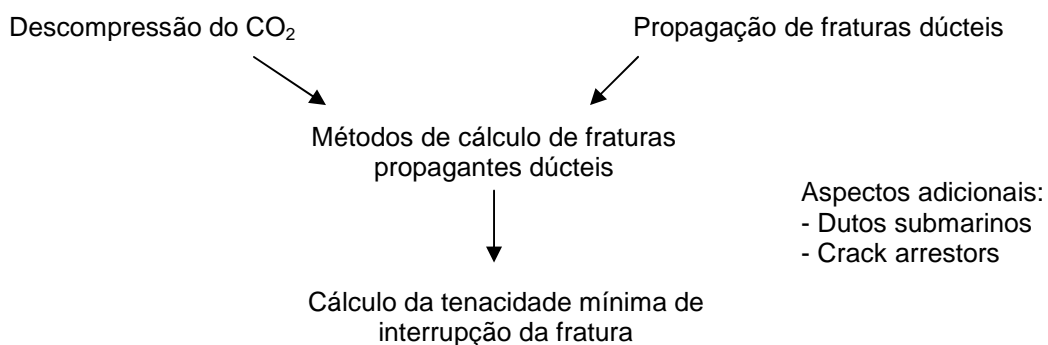 Descompressão do CO₂
Propagação de fraturas dúcteis
Métodos de cálculo de fraturas
propagantes dúcteis
Aspectos adicionais:
- Dutos submarinos
- Crack arrestors
Cálculo da tenacidade mínima de
interrupção da fratura